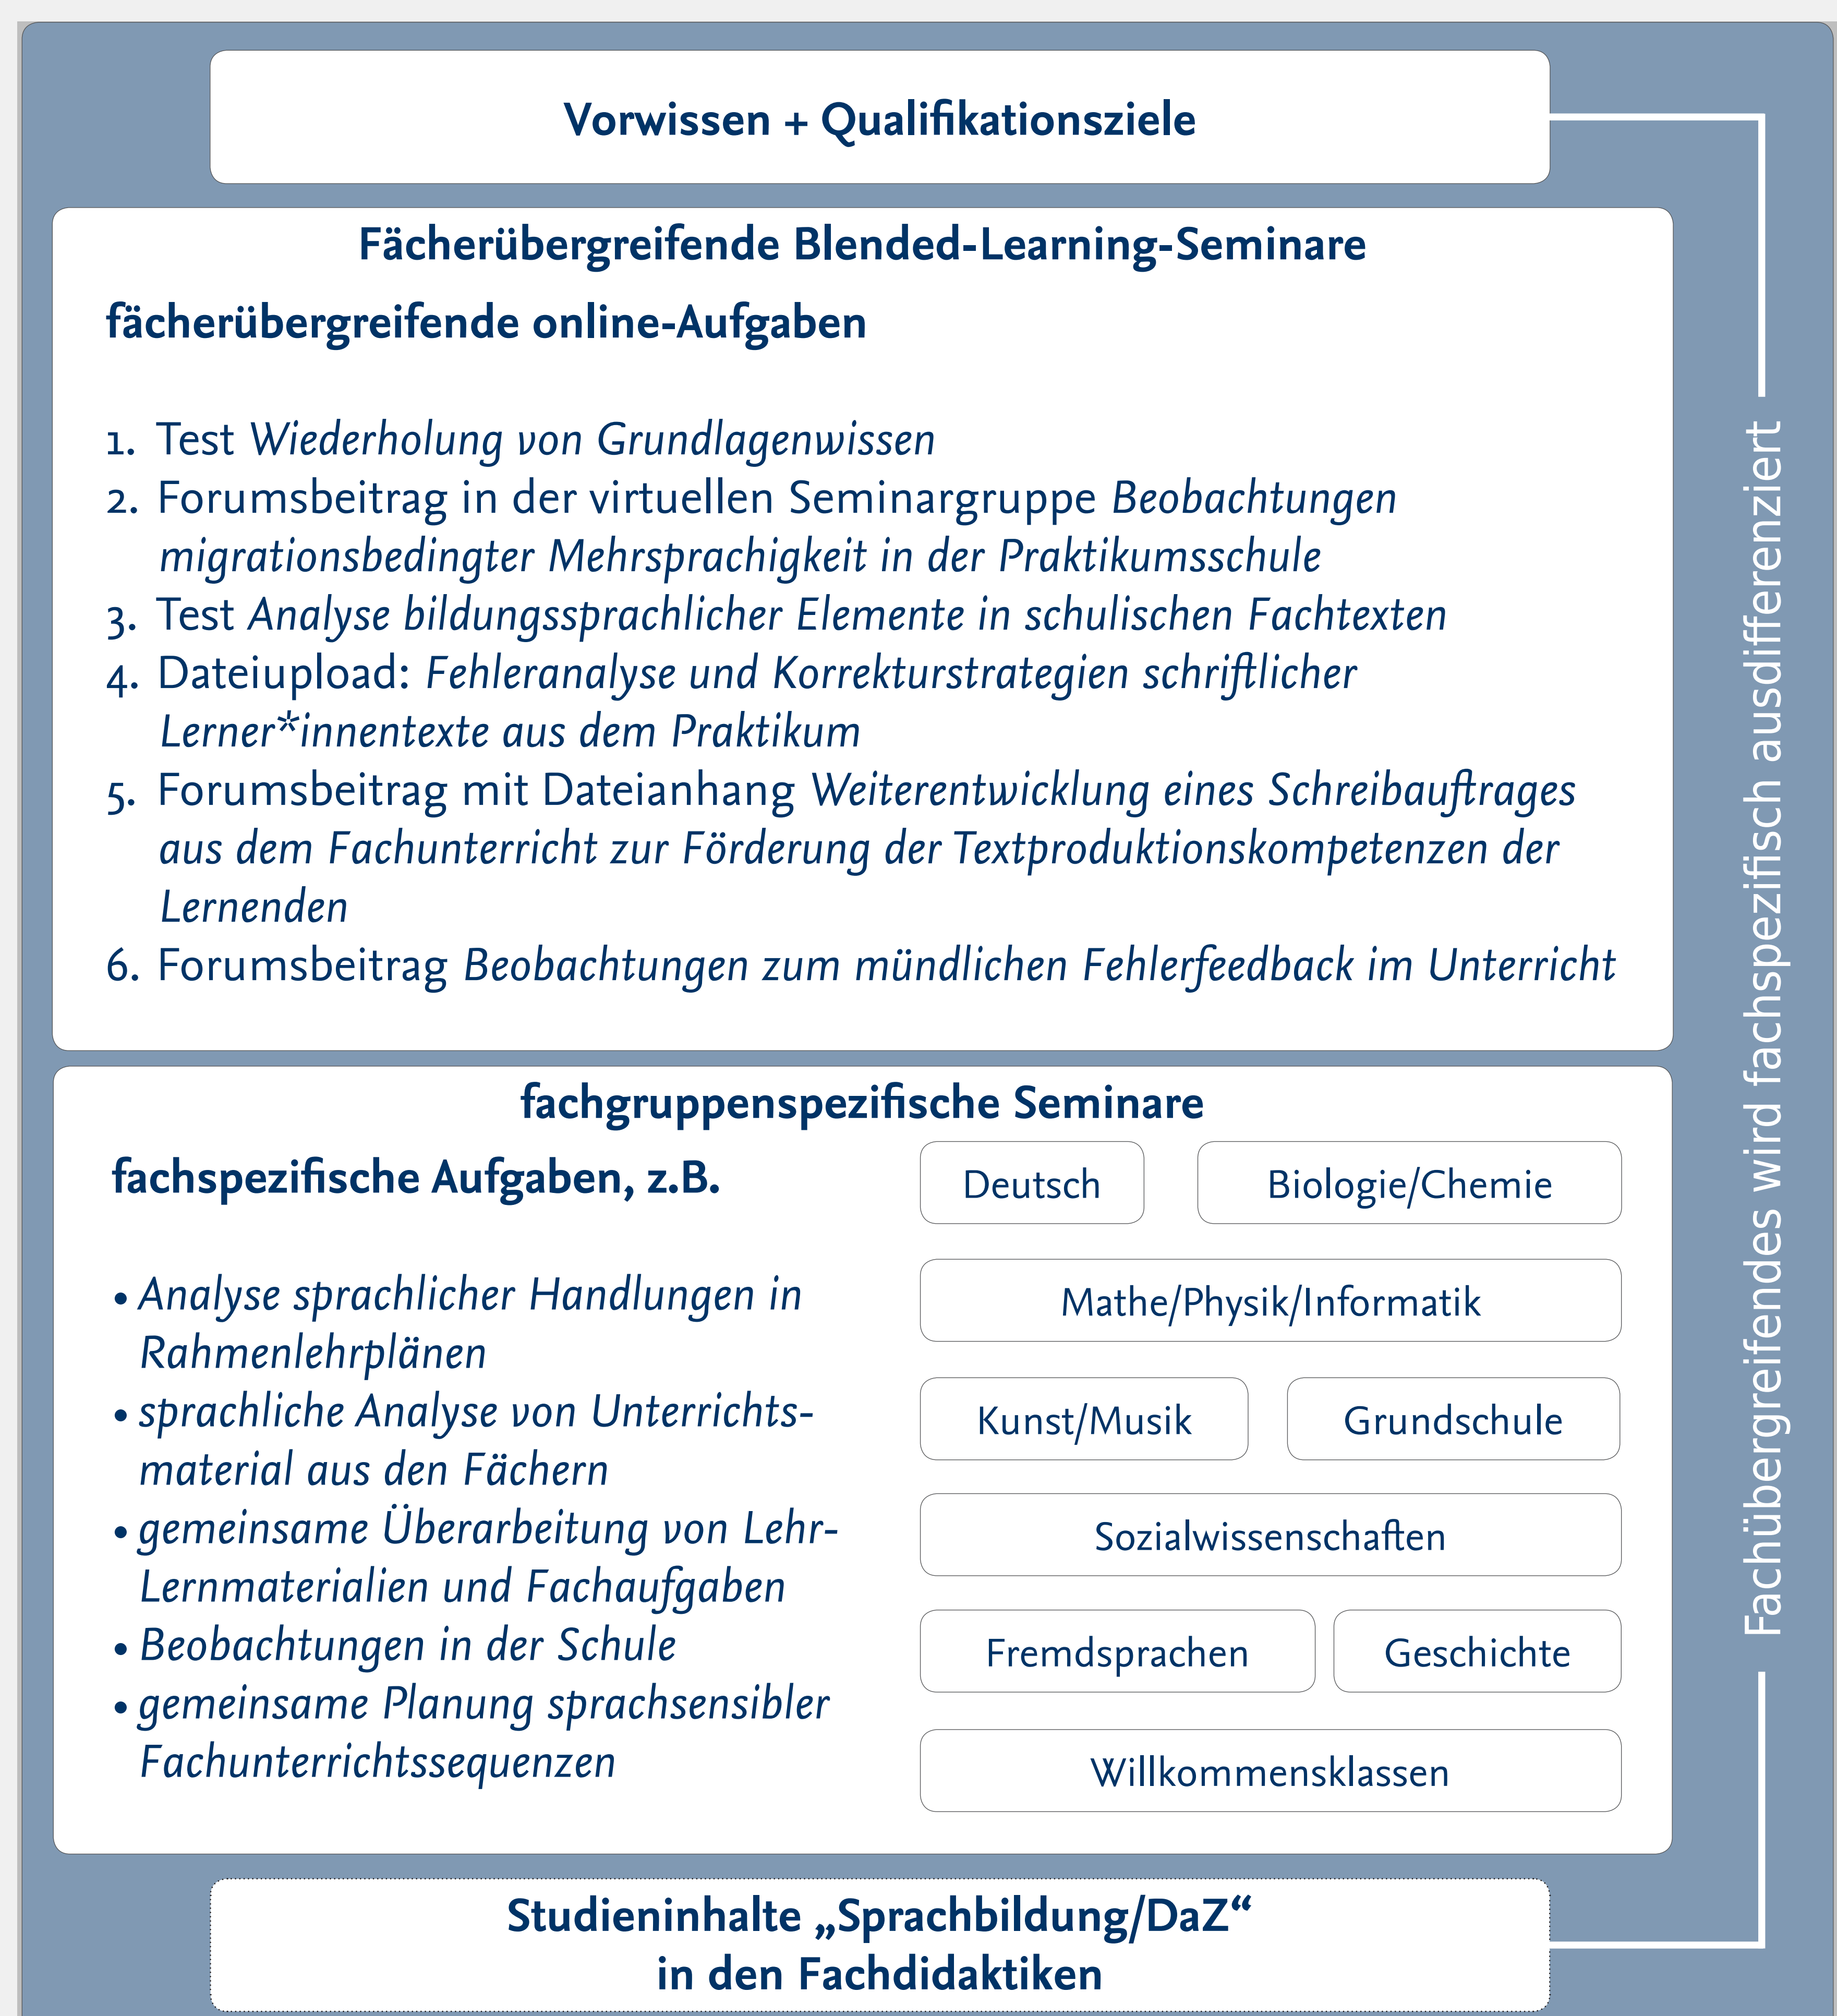 Vorwissen + Qualifikationsziele
Fächerübergreifende Blended-Learning-Seminare
fächerübergreifende online-Aufgaben
1. Test Wiederholung von Grundlagenwissen
2. Forumsbeitrag in der virtuellen Seminargruppe Beobachtungen
migrationsbedingter Mehrsprachigkeit in der Praktikumsschule
3. Test Analyse bildungssprachlicher Elemente in schulischen Fachtexten
4. Dateiupload: Fehleranalyse und Korrekturstrategien schriftlicher
Lerner*innentexte aus dem Praktikum
5. Forumsbeitrag mit Dateianhang Weiterentwicklung eines Schreibauftrages
aus dem Fachunterricht zur Förderung der Textproduktionskompetenzen der
Lernenden
6. Forumsbeitrag Beobachtungen zum mündlichen Fehlerfeedback im Unterricht
fachgruppenspezifische Seminare
fachspezifische Aufgaben, z.B.
• Analyse sprachlicher Handlungen in
Rahmenlehrplänen
• sprachliche Analyse von Unterrichts-
material aus den Fächern
• gemeinsame Überarbeitung von Lehr-
Lernmaterialien und Fachaufgaben
• Beobachtungen in der Schule
• gemeinsame Planung sprachsensibler
Fachunterrichtssequenzen
Deutsch
Biologie/Chemie
Mathe/Physik/Informatik
Kunst/Musik
Grundschule
Sozialwissenschaften
Fremdsprachen
Geschichte
Willkommensklassen
Studieninhalte „Sprachbildung/DaZ“
in den Fachdidaktiken
Fachübergreifendes wird fachspezifisch ausdifferenziert